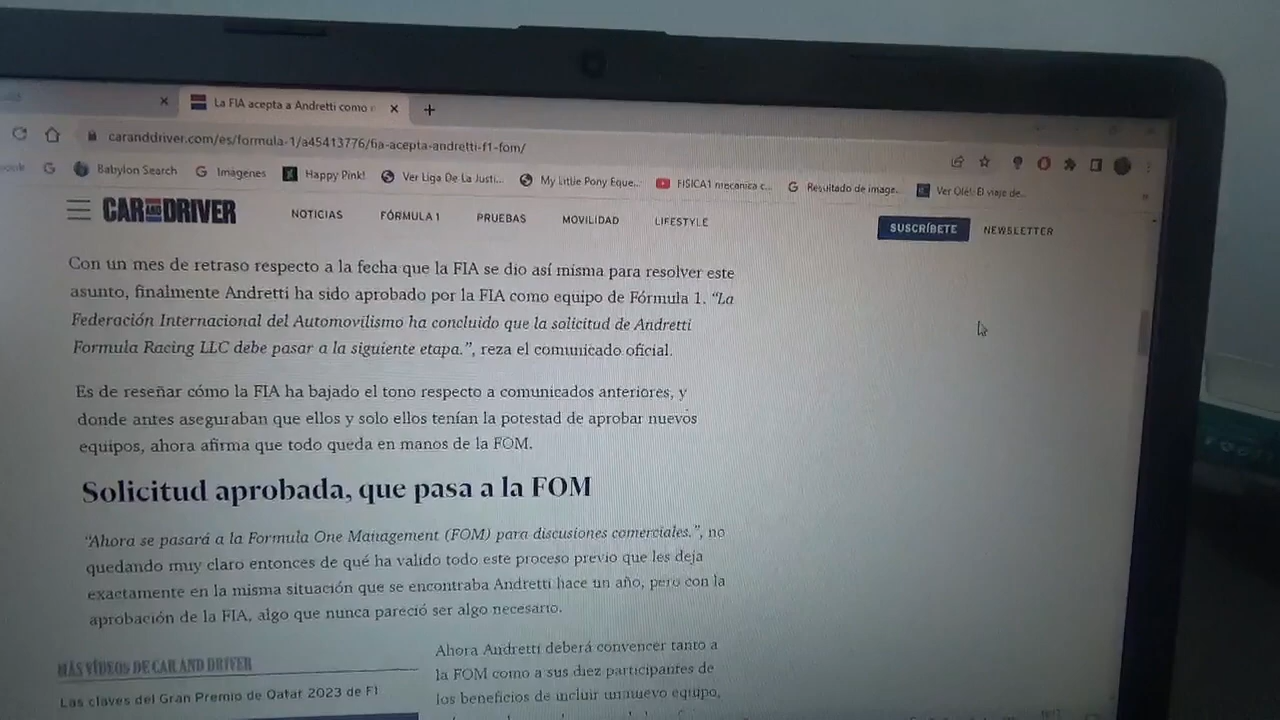 La FIA acepta a Andretti como
caranddriver.com/es/formula-1/a45413776/fia-acepta-andretti-f1-fom/
Babylon Search
Imágenes
Happy Pink!
Ver Liga De La Justi...
My Little Pony Eque...
FISICA1 mecanica c...
Resultado de image...
Ver Olé!: El viaje de...
CAR AND DRIVER
NOTICIAS
FÓRMULA 1
PRUEBAS
MOVILIDAD
LIFESTYLE
SUSCRÍBETE
NEWSLETTER
Con un mes de retraso respecto a la fecha que la FIA se dio así misma para resolver este
asunto, finalmente Andretti ha sido aprobado por la FIA como equipo de Fórmula 1. “La
Federación Internacional del Automovilismo ha concluido que la solicitud de Andretti
Formula Racing LLC debe pasar a la siguiente etapa.”, reza el comunicado oficial.
Es de reseñar cómo la FIA ha bajado el tono respecto a comunicados anteriores, y
donde antes aseguraban que ellos y solo ellos tenían la potestad de aprobar nuevos
equipos, ahora afirma que todo queda en manos de la FOM.
Solicitud aprobada, que pasa a la FOM
“Ahora se pasará a la Formula One Management (FOM) para discusiones comerciales.”, no
quedando muy claro entonces de qué ha valido todo este proceso previo que les deja
exactamente en la misma situación que se encontraba Andretti hace un año, pero con la
aprobación de la FIA, algo que nunca pareció ser algo necesario.
MÁS VÍDEOS DE CAR AND DRIVER
Las claves del Gran Premio de Qatar 2023 de F1
Ahora Andretti deberá convencer tanto a
la FOM como a sus diez participantes de
los beneficios de incluir un nuevo equipo,